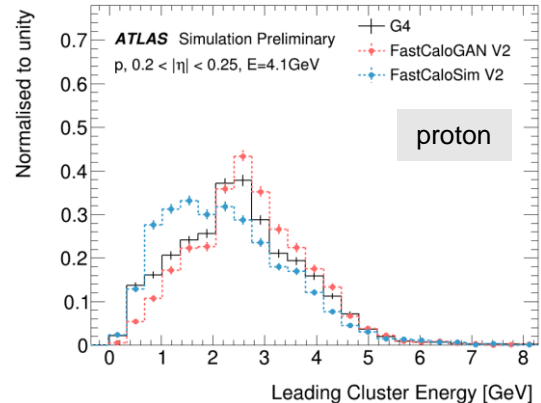 Normalised to unity
0.7
0.6
0.5
0.4
0.3
0.2
0.1
0
ATLAS Simulation Preliminary
p, 0.2 < |η| < 0.25, E=4.1GeV
G4
FastCaloGAN V2
FastCaloSim V2
proton
0 1 2 3 4 5 6 7 8
Leading Cluster Energy [GeV]